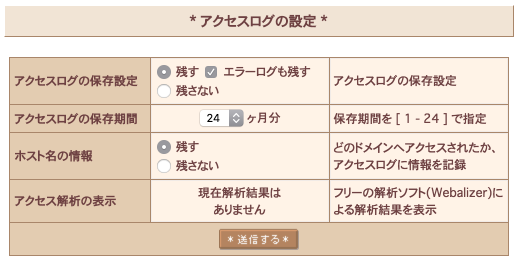 * アクセスログの設定 *
アクセスログの保存設定
残す エラーログも残す
残さない
アクセスログの保存設定
アクセスログの保存期間
24 ヶ月分
保存期間を [ 1 - 24 ] で指定
ホスト名の情報
残す
残さない
どのドメインへアクセスされたか、
アクセスログに情報を記録
アクセス解析の表示
現在解析結果は
ありません
フリーの解析ソフト(Webalizer)に
よる解析結果を表示
* 送信する *